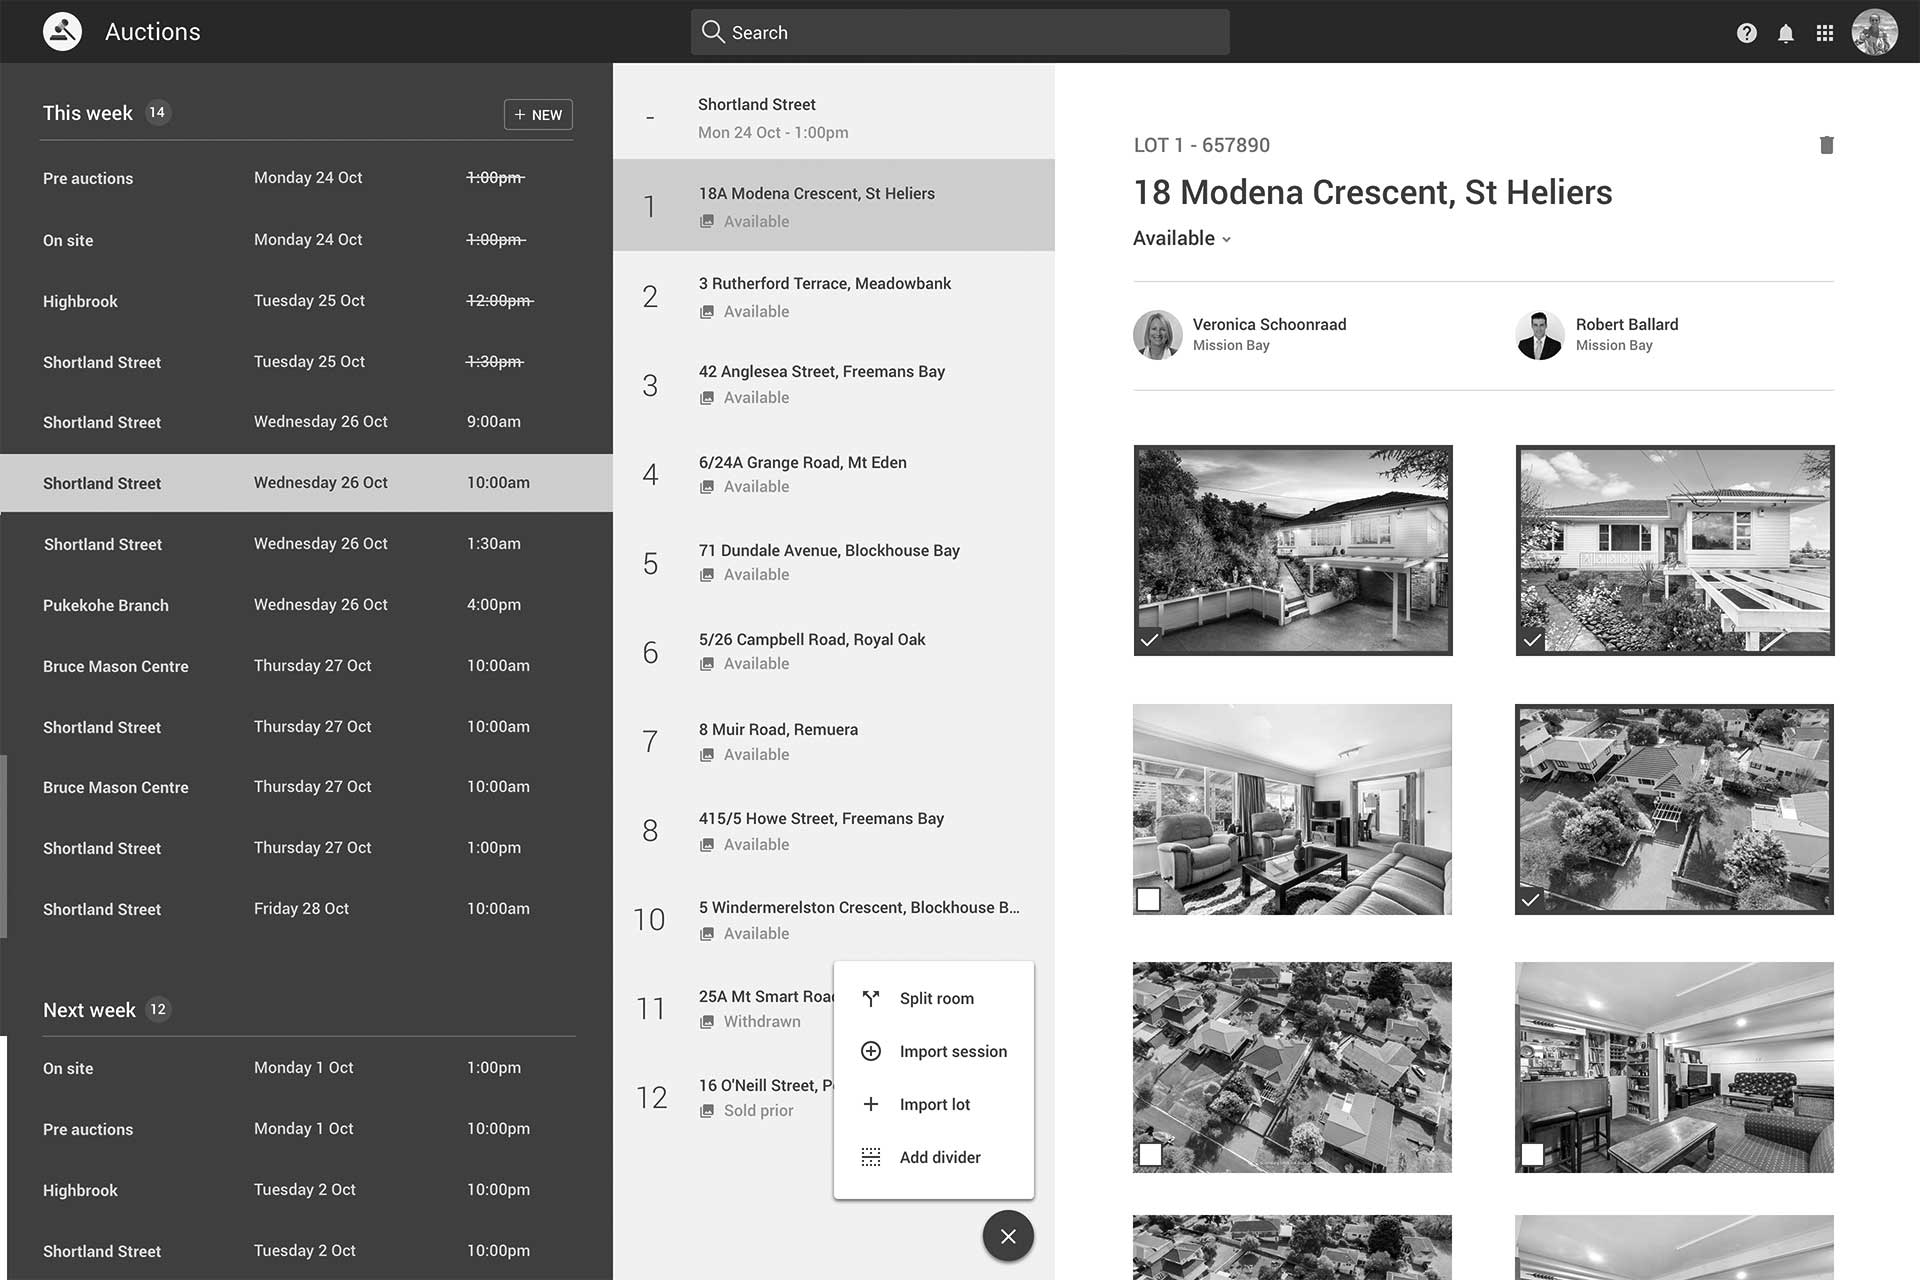 Auctions
Search
This week 14
+ NEW
Pre auctions Monday 24 Oct 1:00pm
On site Monday 24 Oct 1:00pm
Highbrook Tuesday 25 Oct 12:00pm
Shortland Street Tuesday 25 Oct 1:30pm
Shortland Street Wednesday 26 Oct 9:00am
Shortland Street Wednesday 26 Oct 10:00am
Shortland Street Wednesday 26 Oct 1:30am
Pukekohe Branch Wednesday 26 Oct 4:00pm
Bruce Mason Centre Thursday 27 Oct 10:00am
Shortland Street Thursday 27 Oct 10:00am
Bruce Mason Centre Thursday 27 Oct 10:00am
Shortland Street Thursday 27 Oct 1:00pm
Shortland Street Friday 28 Oct 10:00am
Next week 12
On site Monday 1 Oct 1:00pm
Pre auctions Monday 1 Oct 10:00pm
Highbrook Tuesday 2 Oct 10:00pm
Shortland Street Tuesday 2 Oct 10:00pm
- Shortland Street
Mon 24 Oct - 1:00pm
1 18A Modena Crescent, St Heliers
Available
2 3 Rutherford Terrace, Meadowbank
Available
3 42 Anglesea Street, Freemans Bay
Available
4 6/24A Grange Road, Mt Eden
Available
5 71 Dundale Avenue, Blockhouse Bay
Available
6 5/26 Campbell Road, Royal Oak
Available
7 8 Muir Road, Remuera
Available
8 415/5 Howe Street, Freemans Bay
Available
10 5 Windermerelston Crescent, Blockhouse B...
Available
11 25A Mt Smart Road
Withdrawn
12 16 O'Neill Street, P
Sold prior
Split room
Import session
Import lot
Add divider
LOT 1 - 657890
18 Modena Crescent, St Heliers
Available
Veronica Schoonraad
Mission Bay
Robert Ballard
Mission Bay